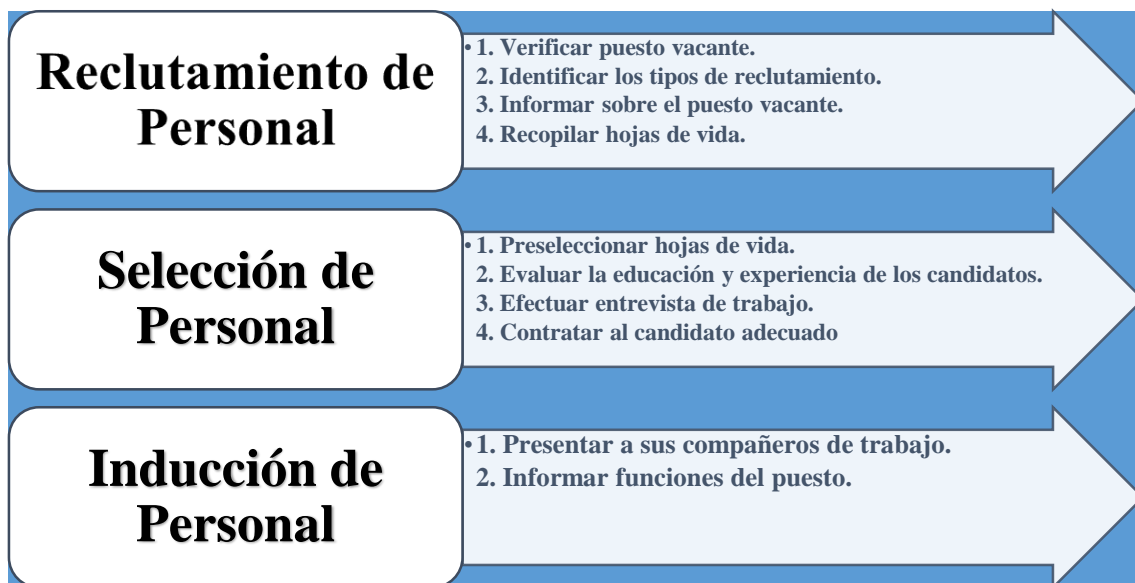 Reclutamiento de
Personal
• 1. Verificar puesto vacante.
2. Identificar los tipos de reclutamiento.
3. Informar sobre el puesto vacante.
4. Recopilar hojas de vida.
Selección de
Personal
• 1. Preseleccionar hojas de vida.
2. Evaluar la educación y experiencia de los candidatos.
3. Efectuar entrevista de trabajo.
4. Contratar al candidato adecuado
Inducción de
Personal
• 1. Presentar a sus compañeros de trabajo.
2. Informar funciones del puesto.